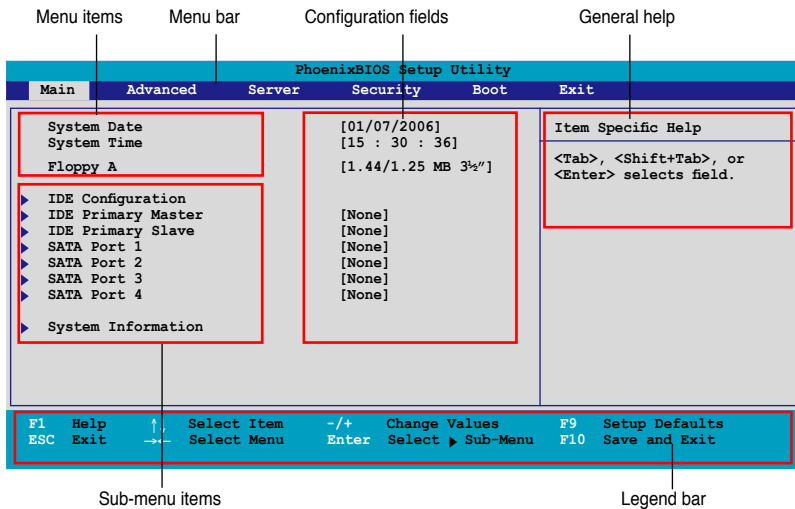 Menu items Menu bar Configuration fields General help
PhoenixBIOS Setup Utility
Main Advanced Server Security Boot Exit
System Date [01/07/2006]
System Time [15 : 30 : 36]
Floppy A [1.44/1.25 MB 3½"]
Item Specific Help
<Tab>, <Shift+Tab>, or
<Enter> selects field.
IDE Configuration
IDE Primary Master [None]
IDE Primary Slave [None]
SATA Port 1 [None]
SATA Port 2 [None]
SATA Port 3 [None]
SATA Port 4 [None]
System Information
F1 Help ↑↓ Select Item -/+ Change Values F9 Setup Defaults
ESC Exit →← Select Menu Enter Select ▶ Sub-Menu F10 Save and Exit
Sub-menu items Legend bar